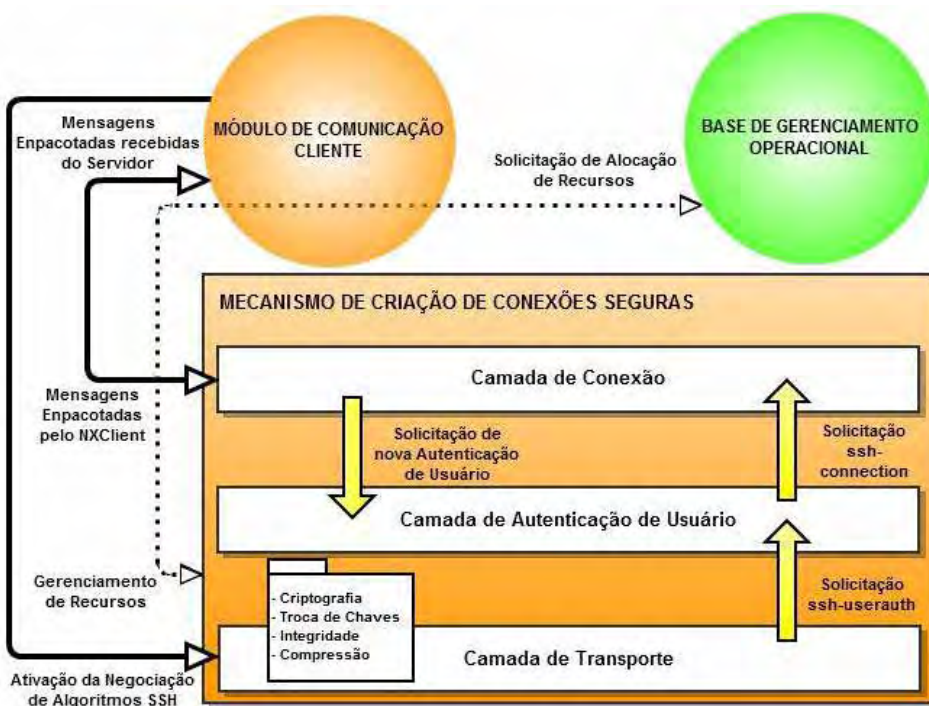 Mensagens
Enpacotadas recebidas
do Servidor
MÓDULO DE COMUNICAÇÃO
CLIENTE
BASE DE GERENCIAMENTO
OPERACIONAL
Solicitação de Alocação
de Recursos
MECANISMO DE CRIAÇÃO DE CONEXÕES SEGURAS
Camada de Conexão
Mensagens
Enpacotadas
pelo NXClient
Solicitação de
nova Autenticação
de Usuário
Solicitação
ssh-
connection
Camada de Autenticação de Usuário
Gerenciamento
de Recursos
- Criptografia
- Troca de Chaves
- Integridade
- Compressão
Solicitação
ssh-userauth
Camada de Transporte
Ativação da Negociação
de Algoritmos SSH